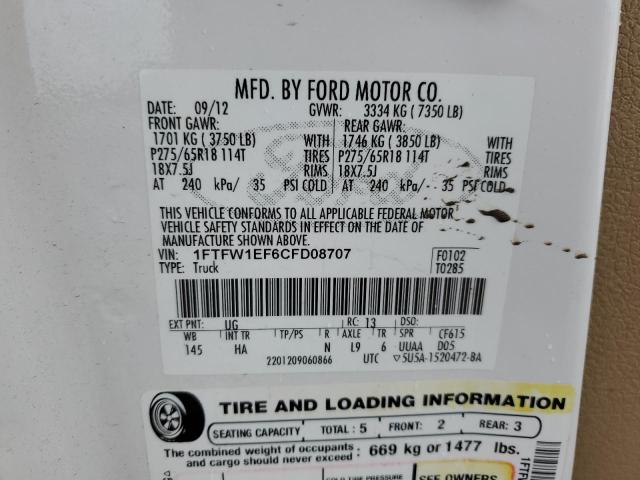 MFD. BY FORD MOTOR CO.
DATE: 09/12 GVWR: 3334 KG ( 7350 LB)
FRONT GAWR: REAR GAWR:
1701 KG ( 3750 LB) WITH 1746 KG ( 3850 LB) WITH
P275/65R18 114T TIRES P275/65R18 114T TIRES
18X7.5J RIMS 18X7.5J RIMS
AT 240 kPa/ 35 PSI COLD AT 240 kPa/ 35 PSI COLD
THIS VEHICLE CONFORMS TO ALL APPLICABLE FEDERAL MOTOR
VEHICLE SAFETY STANDARDS IN EFFECT ON THE DATE OF
MANUFACTURE SHOWN ABOVE.
VIN: 1FTFW1EF6CFD08707 F0102
TYPE: Truck T0285
EXT PNT: UG RC: 13 DSO:
WB INT TR TP/PS R AXLE TR SPR CF615
145 HA N L9 6 UUAA D05
2201209060866 UTC ▽5U5A-1520472-BA
TIRE AND LOADING INFORMATION
SEATING CAPACITY TOTAL : 5 FRONT: 2 REAR: 3
The combined weight of occupants
and cargo should never exceed : 669 kg or 1477 lbs.
SEE OWNERS